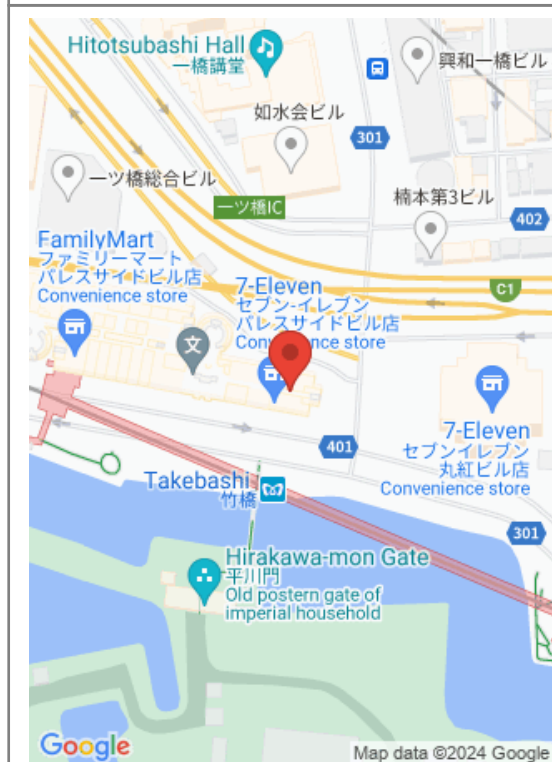 Hitotsubashi Hall
一橋講堂
興和一橋ビル
如水会ビル
301
一ツ橋総合ビル
一ツ橋IC
楠本第3ビル
402
FamilyMart
ファミリーマート
パレスサイドビル店
Convenience store
7-Eleven
セブン-イレブン
パレスサイドビル店
Convenience store
C1
文
7-Eleven
セブンイレブン
丸紅ビル店
Convenience store
401
Takebashi
竹橋
301
Hirakawa-mon Gate
平川門
Old postern gate of
imperial household
Google
Map data ©2024 Google